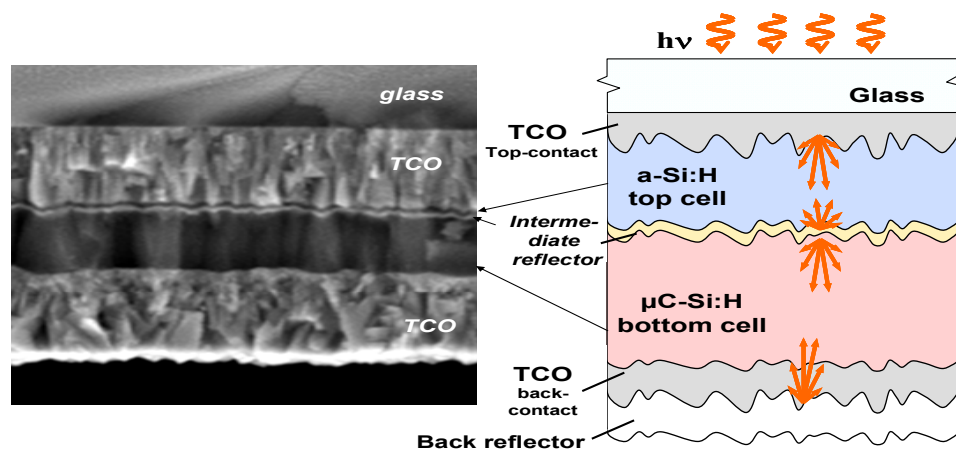 glass
TCO
TCO
hν
Glass
TCO
Top-contact
a-Si:H
top cell
Interme-
diate
reflector
µC-Si:H
bottom cell
TCO
back-
contact
Back reflector